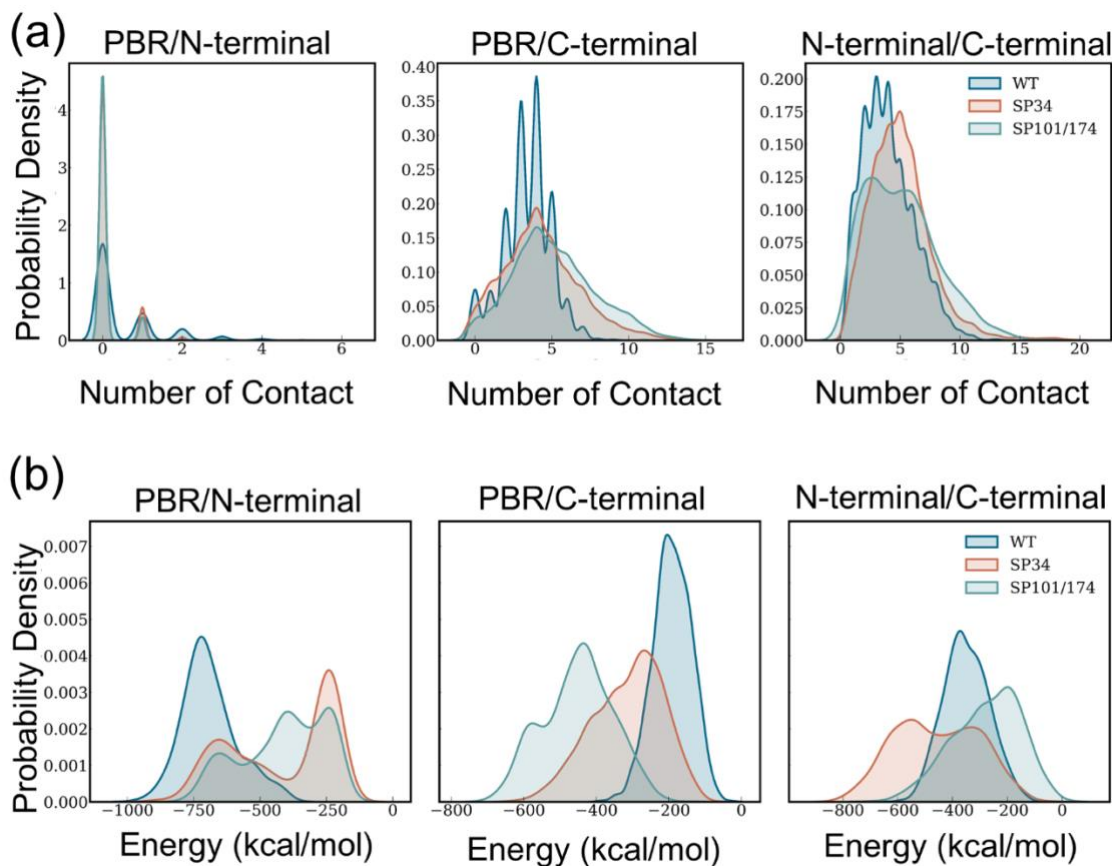 (a)
PBR/N-terminal
PBR/C-terminal
N-terminal/C-terminal
Probability Density
4
3
2
1
0
0 2 4 6
0.40
0.35
0.30
0.25
0.20
0.15
0.10
0.05
0.00
0 5 10 15
0.200
0.175
0.150
0.125
0.100
0.075
0.050
0.025
0.000
0 5 10 15 20
WT
SP34
SP101/174
Number of Contact
Number of Contact
Number of Contact
(b)
PBR/N-terminal
PBR/C-terminal
N-terminal/C-terminal
Probability Density
0.007
0.006
0.005
0.004
0.003
0.002
0.001
0.000
−1000 −750 −500 −250 0
−800 −600 −400 −200 0
−800 −600 −400 −200 0
WT
SP34
SP101/174
Energy (kcal/mol)
Energy (kcal/mol)
Energy (kcal/mol)